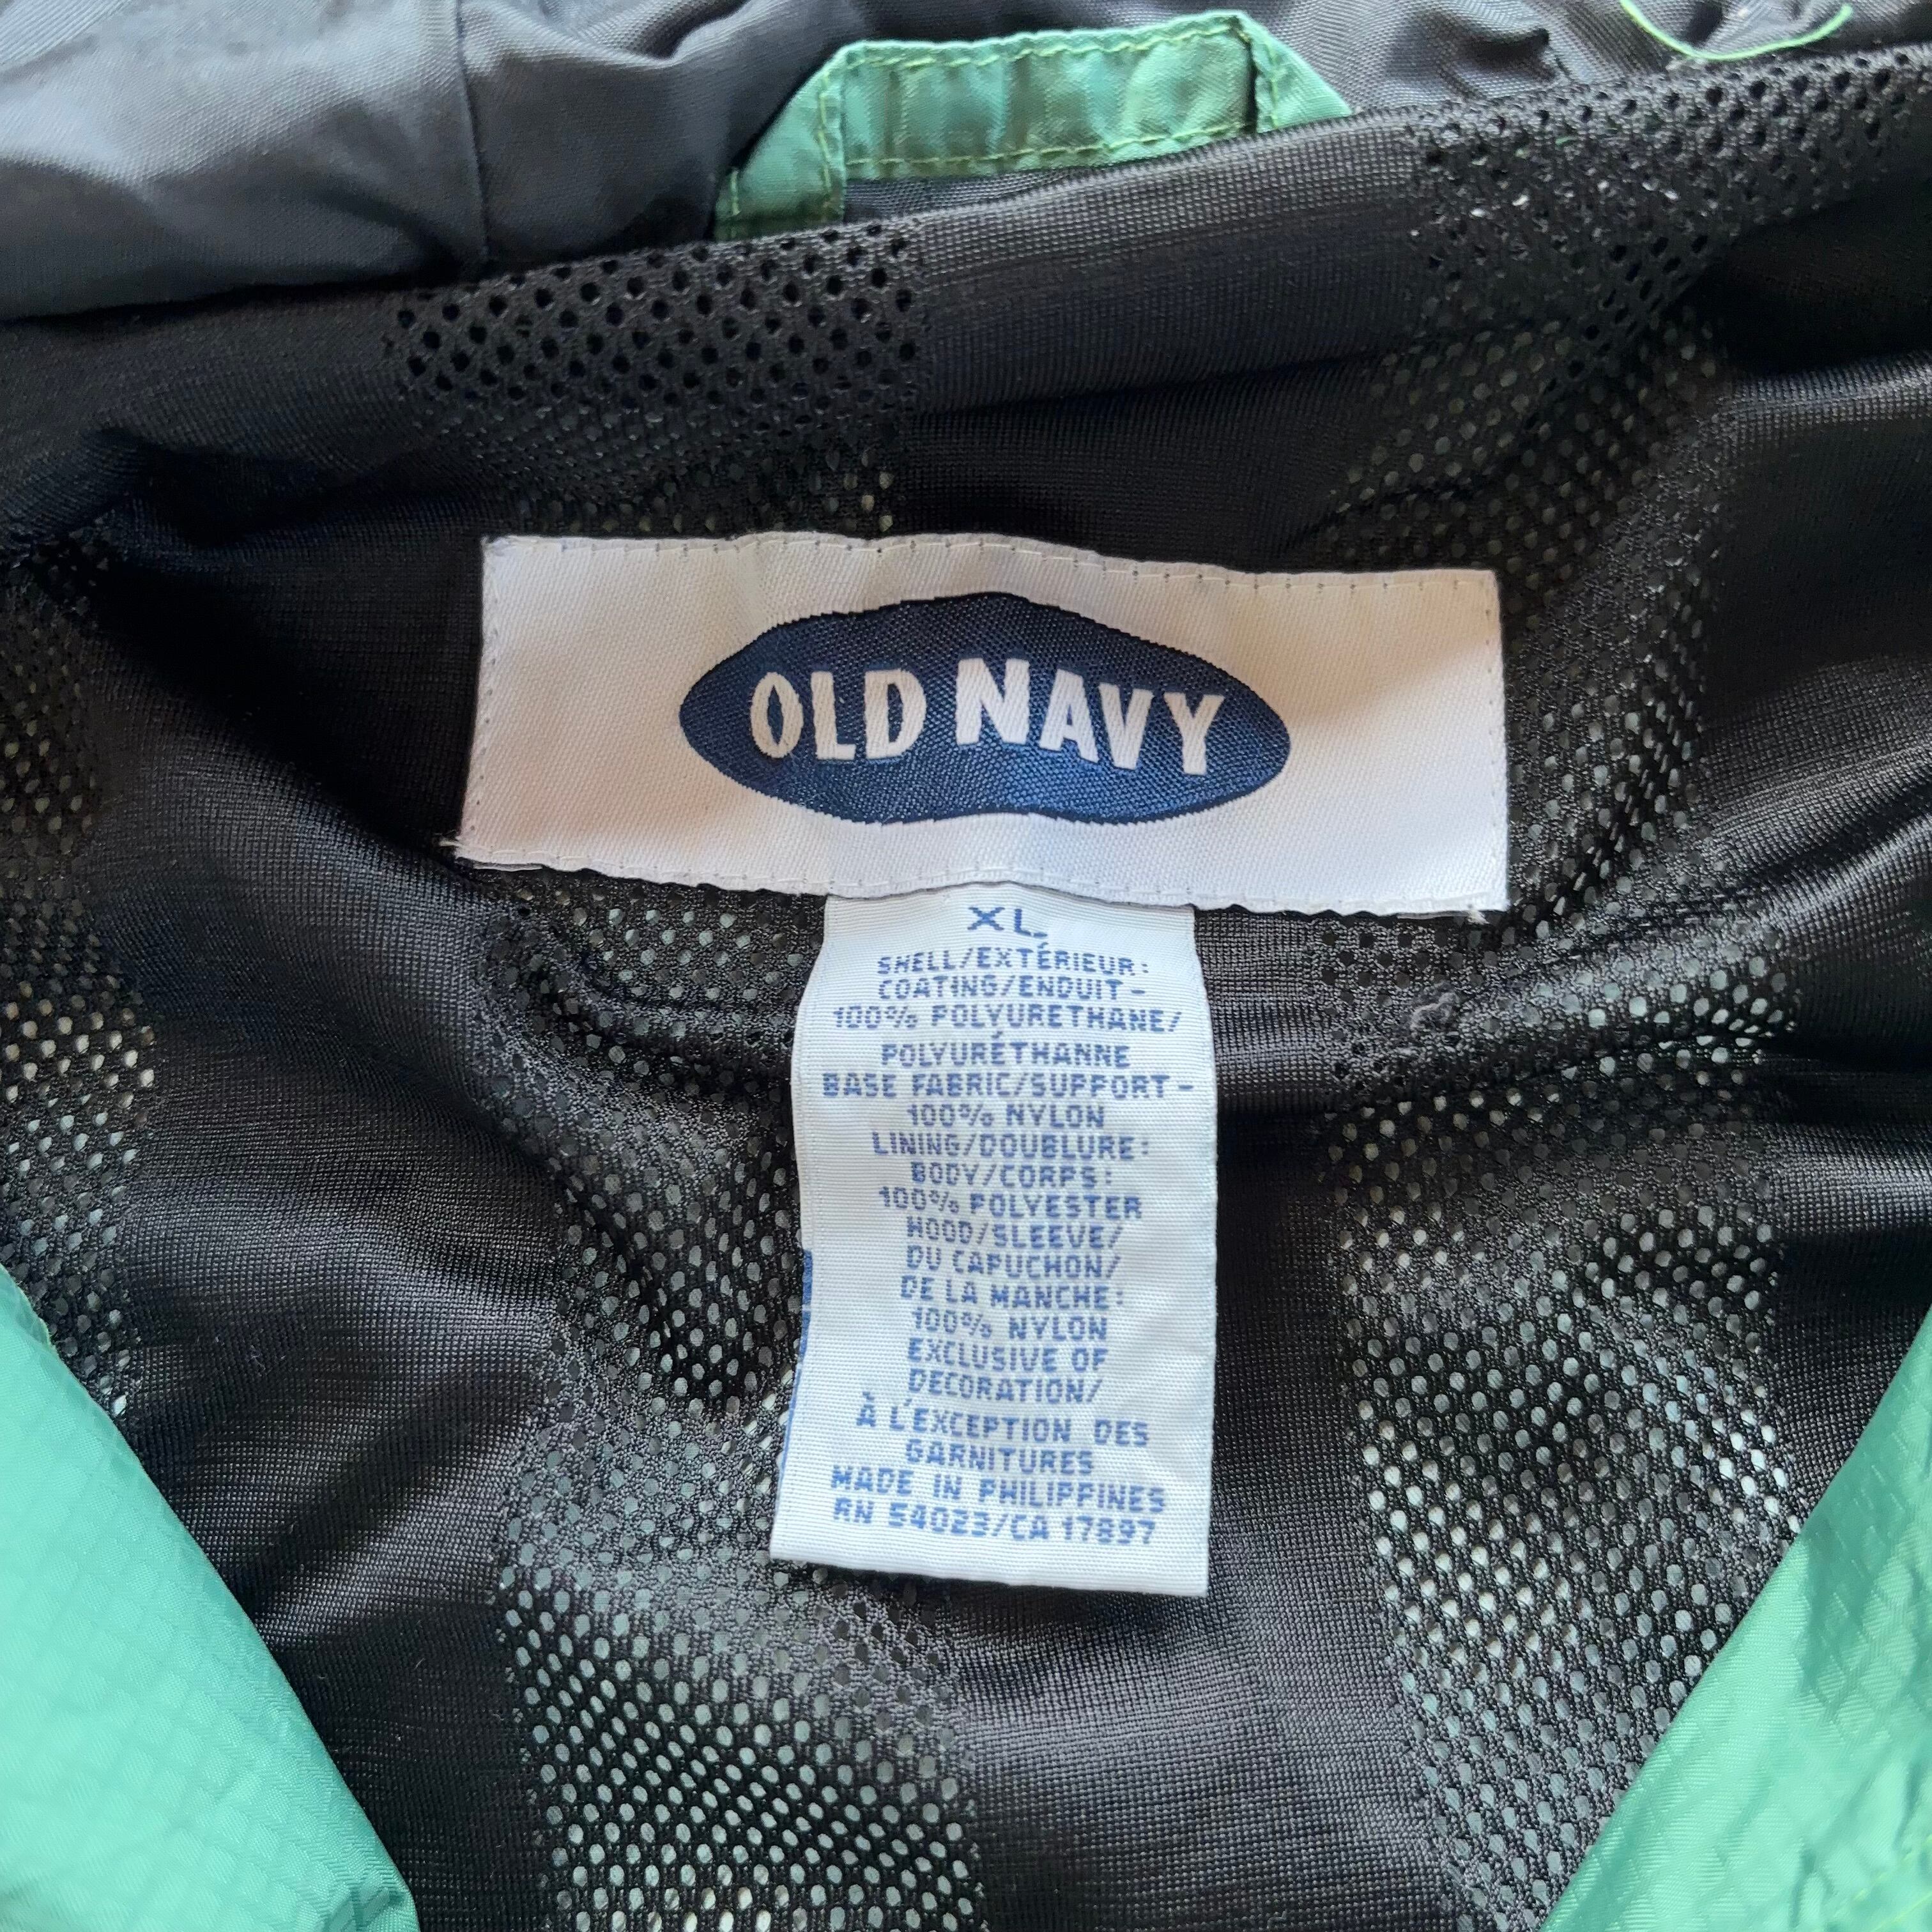 OLD NAVY
XL
SHELL/EXTÉRIEUR:
COATING/ENDUIT-
100% POLYURETHANE/
POLYURÉTHANNE
BASE FABRIC/SUPPORT-
100% NYLON
LINING/DOUBLURE:
BODY/CORPS:
100% POLYESTER
HOOD/SLEEVE/
DU CAPUCHON/
DE LA MANCHE:
100% NYLON
EXCLUSIVE OF
DECORATION/
À L'EXCEPTION DES
GARNITURES
MADE IN PHILIPPINES
RN 54023/CA 17897